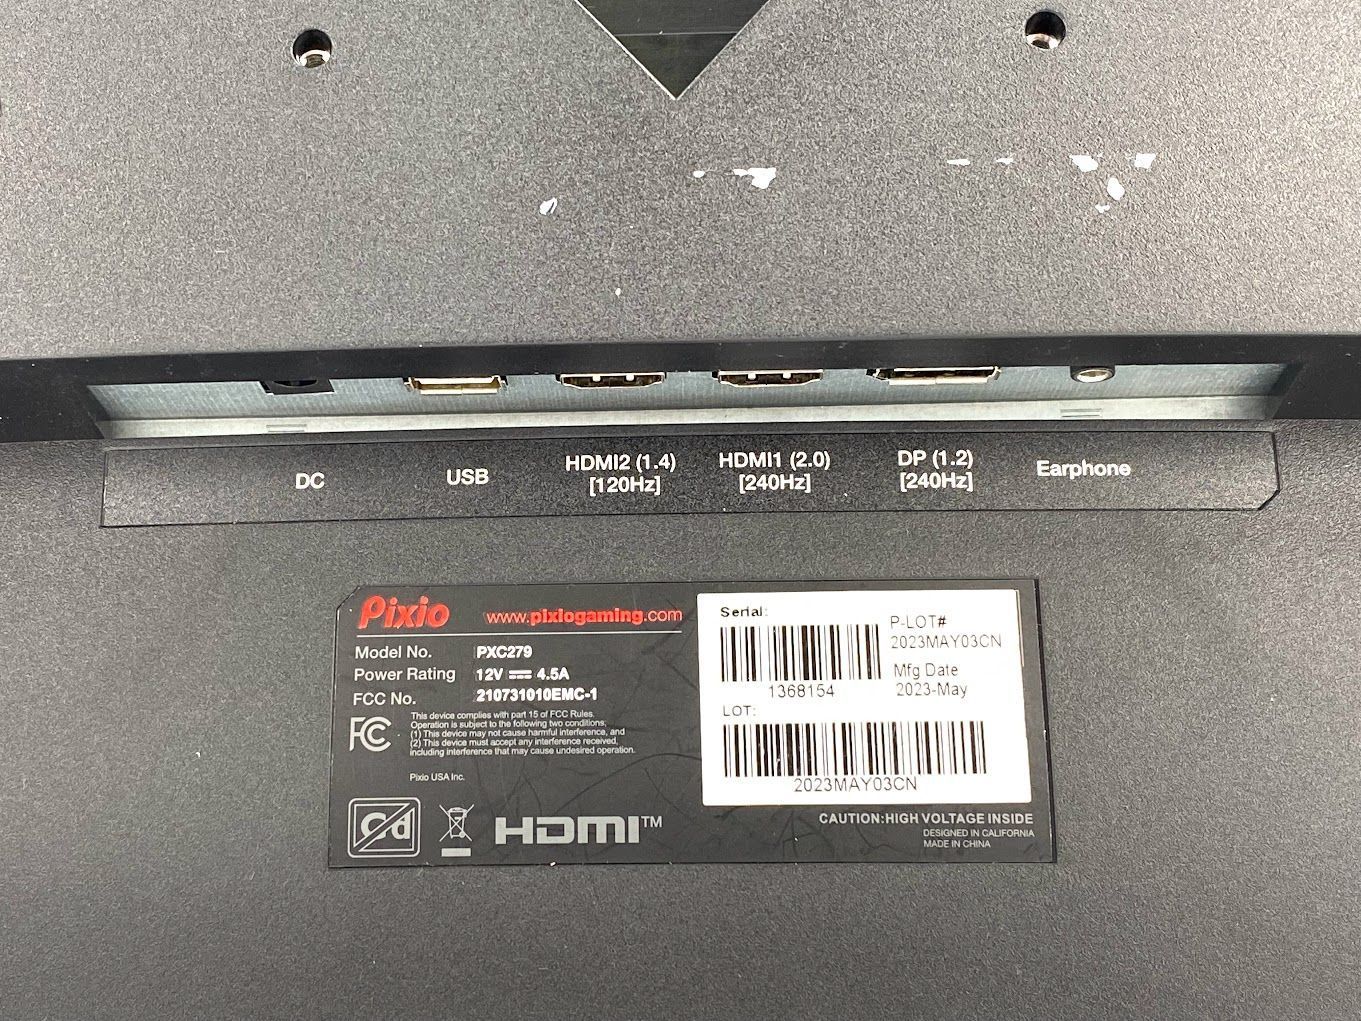 DC
USB
HDMI2 (1.4)
[120Hz]
HDMI1 (2.0)
[240Hz]
DP (1.2)
[240Hz]
Earphone
Pixio www.pixiogaming.com
Model No. PXC279
Power Rating 12V 4.5A
FCC No. 210731010EMC-1
FC
This device complies with part 15 of FCC Rules.
Operation is subject to the following two conditions;
(1) This device may not cause harmful interference, and
(2) This device must accept any interference received,
including interference that may cause undesired operation.
Pixio USA Inc.
Cd
HDMI™
Serial:
1368154
P-LOT#
2023MAY03CN
Mfg Date
2023-May
LOT:
2023MAY03CN
CAUTION:HIGH VOLTAGE INSIDE
DESIGNED IN CALIFORNIA
MADE IN CHINA